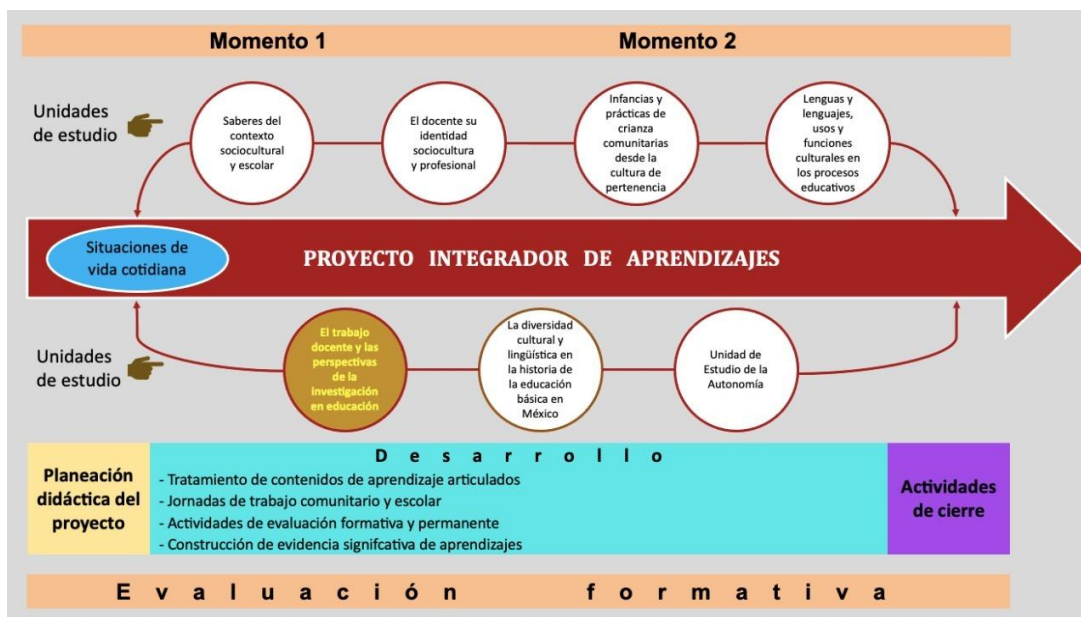 Momento 1
Momento 2
Unidades
de estudio
Saberes del
contexto
sociocultural
y escolar
El docente su
identidad
sociocultural
y profesional
Infancias y
prácticas de
crianza
comunitarias
desde la
cultura de
pertenencia
Lenguas y
lenguajes,
usos y
funciones
culturales en
los procesos
educativos
Situaciones de
vida cotidiana
PROYECTO INTEGRADOR DE APRENDIZAJES
Unidades
de estudio
El trabajo
docente y las
perspectivas
de la
investigación
en educación
La diversidad
cultural y
lingüística en
la historia de
la educación
básica en
México
Unidad de
Estudio de la
Autonomía
Planeación
didáctica del
proyecto
D e s a r r o l l o
- Tratamiento de contenidos de aprendizaje articulados
- Jornadas de trabajo comunitario y escolar
- Actividades de evaluación formativa y permanente
- Construcción de evidencia signifcativa de aprendizajes
Actividades
de cierre
E v a l u a c i ó n f o r m a t i v a